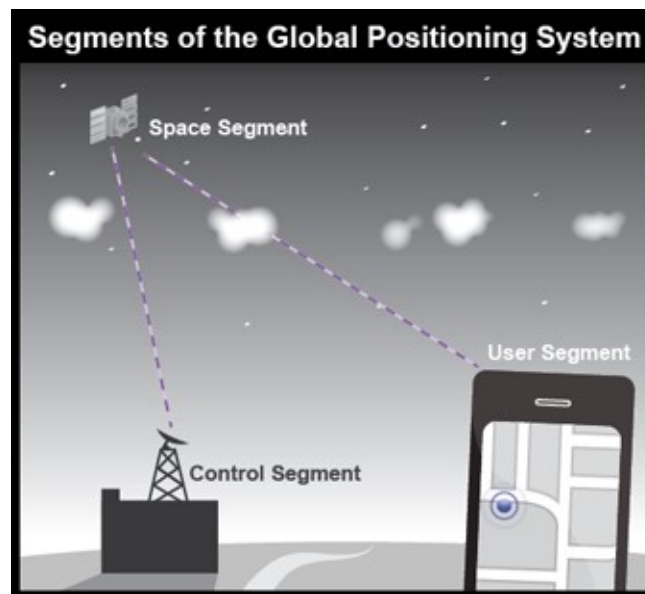 Segments of the Global Positioning System
Space Segment
User Segment
Control Segment